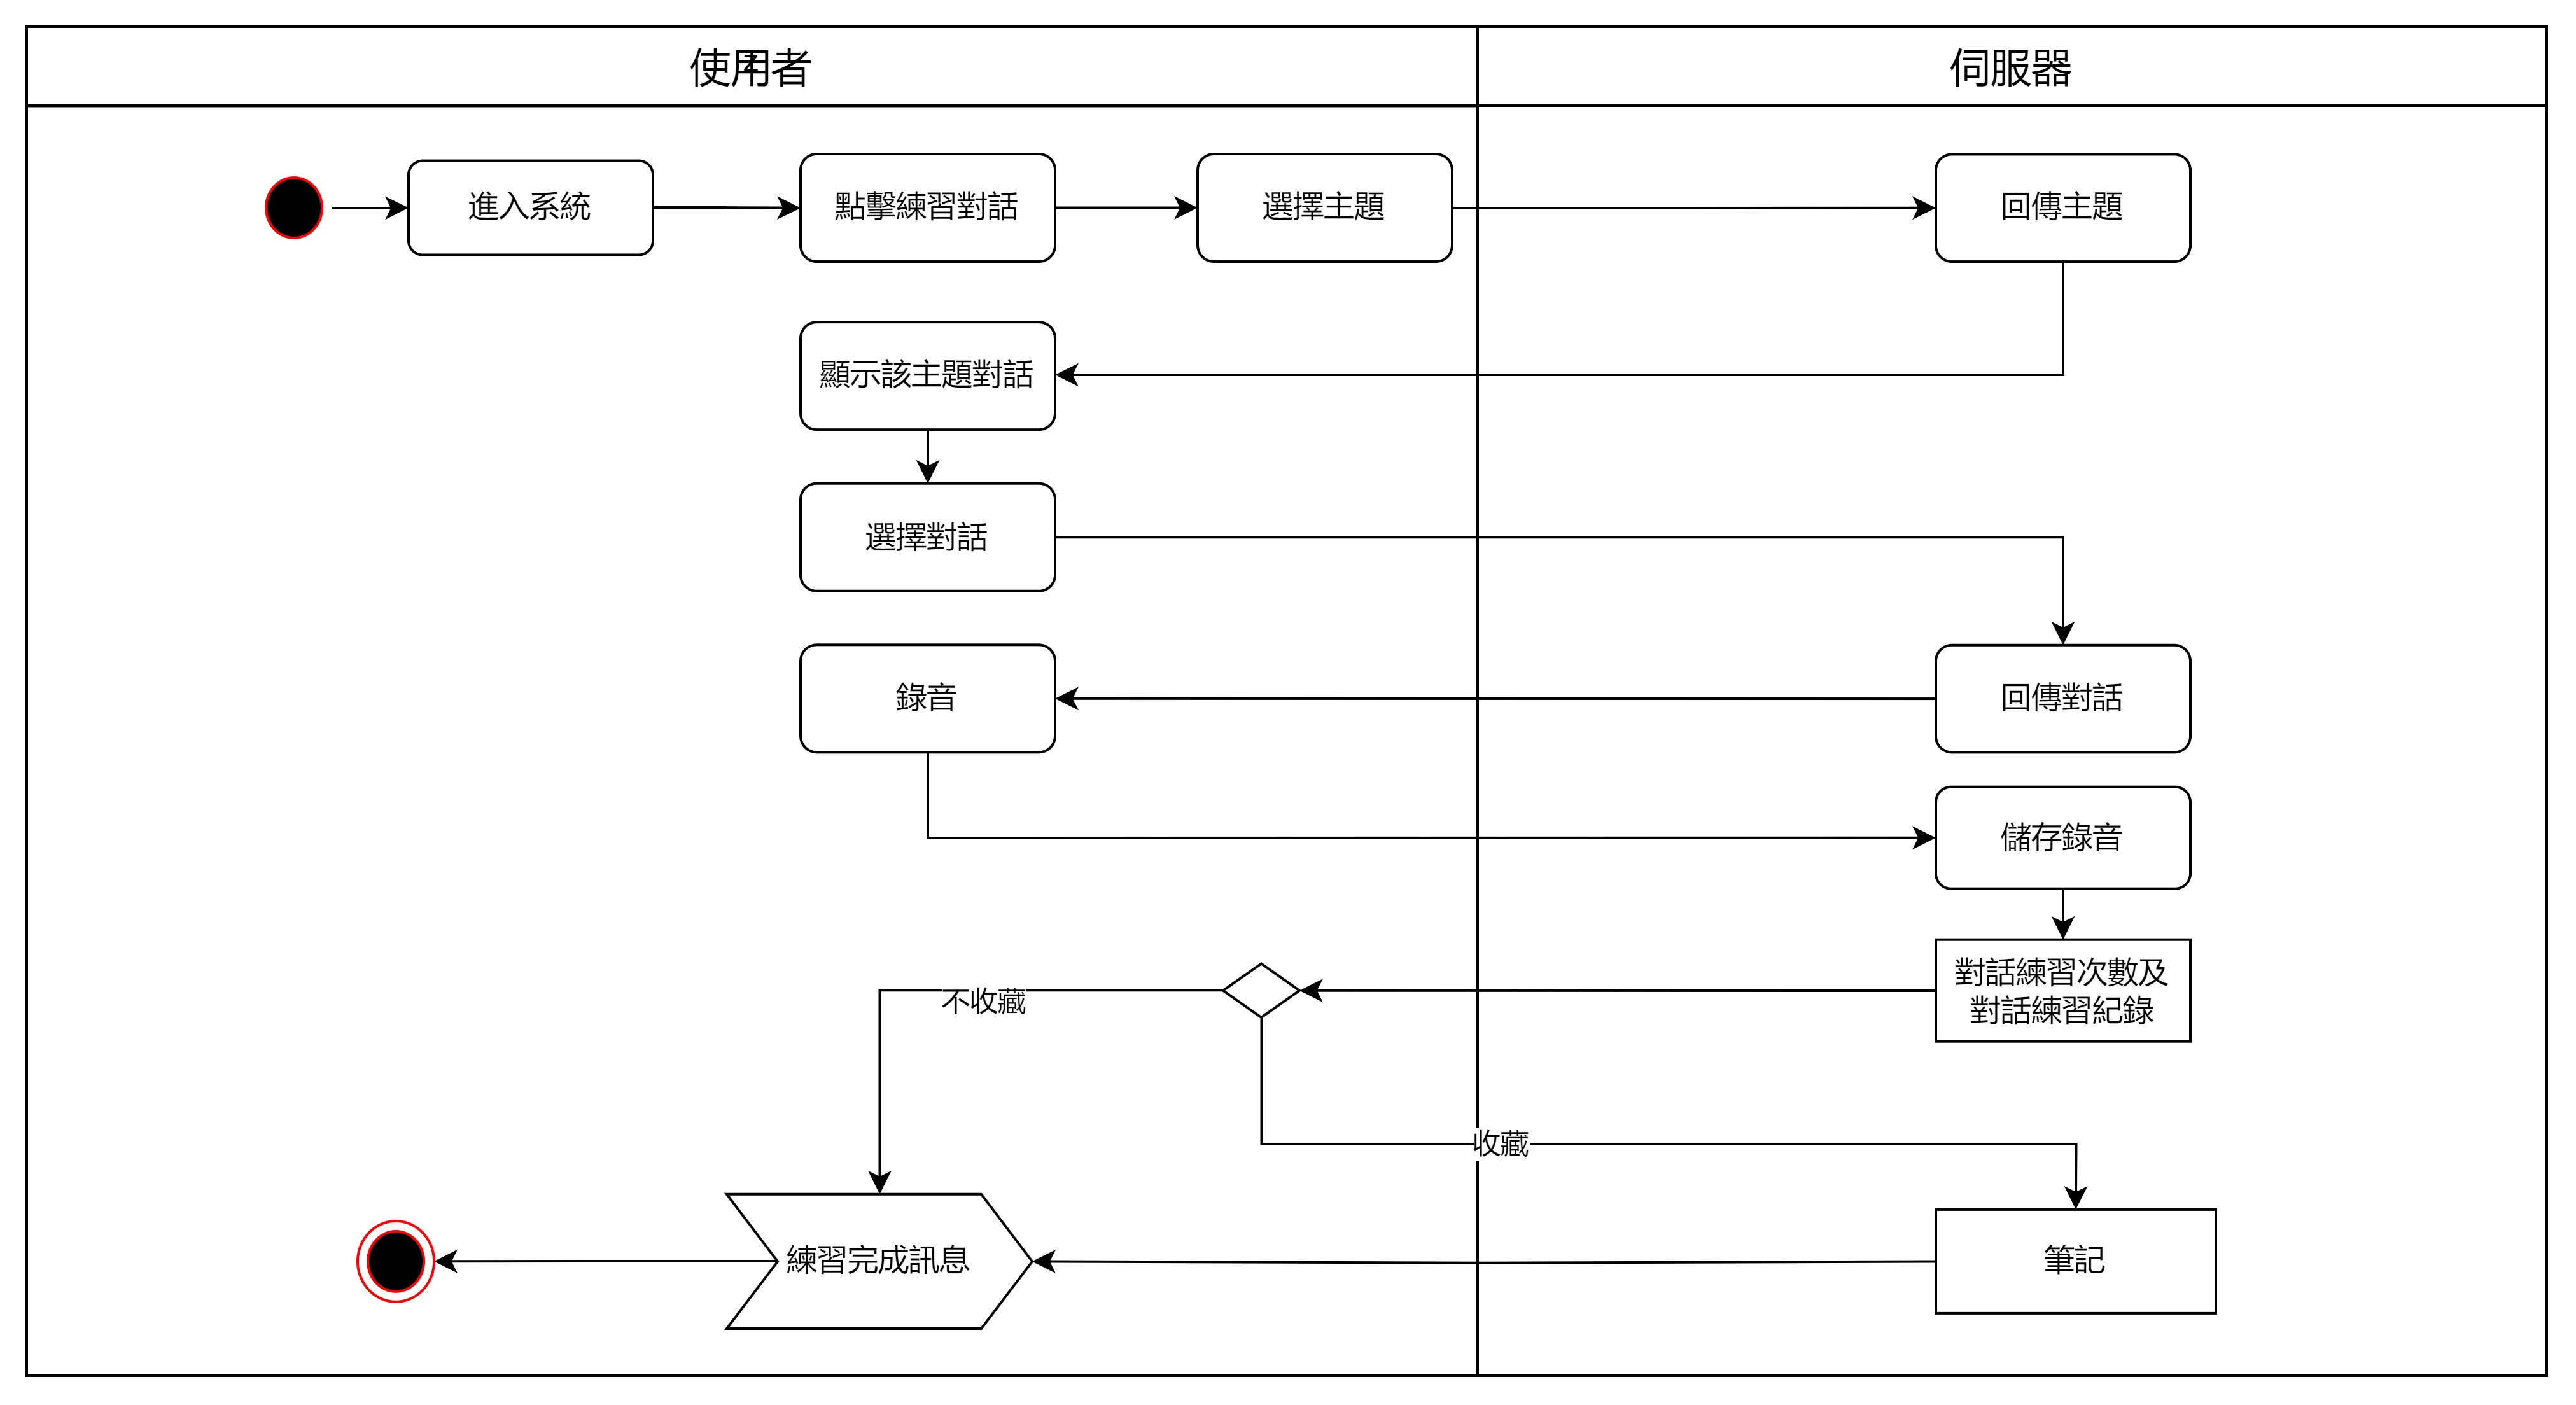 使用者
伺服器
進入系統
點擊練習對話
選擇主題
回傳主題
顯示該主題對話
選擇對話
錄音
回傳對話
儲存錄音
對話練習次數及
對話練習紀錄
不收藏
收藏
練習完成訊息
筆記